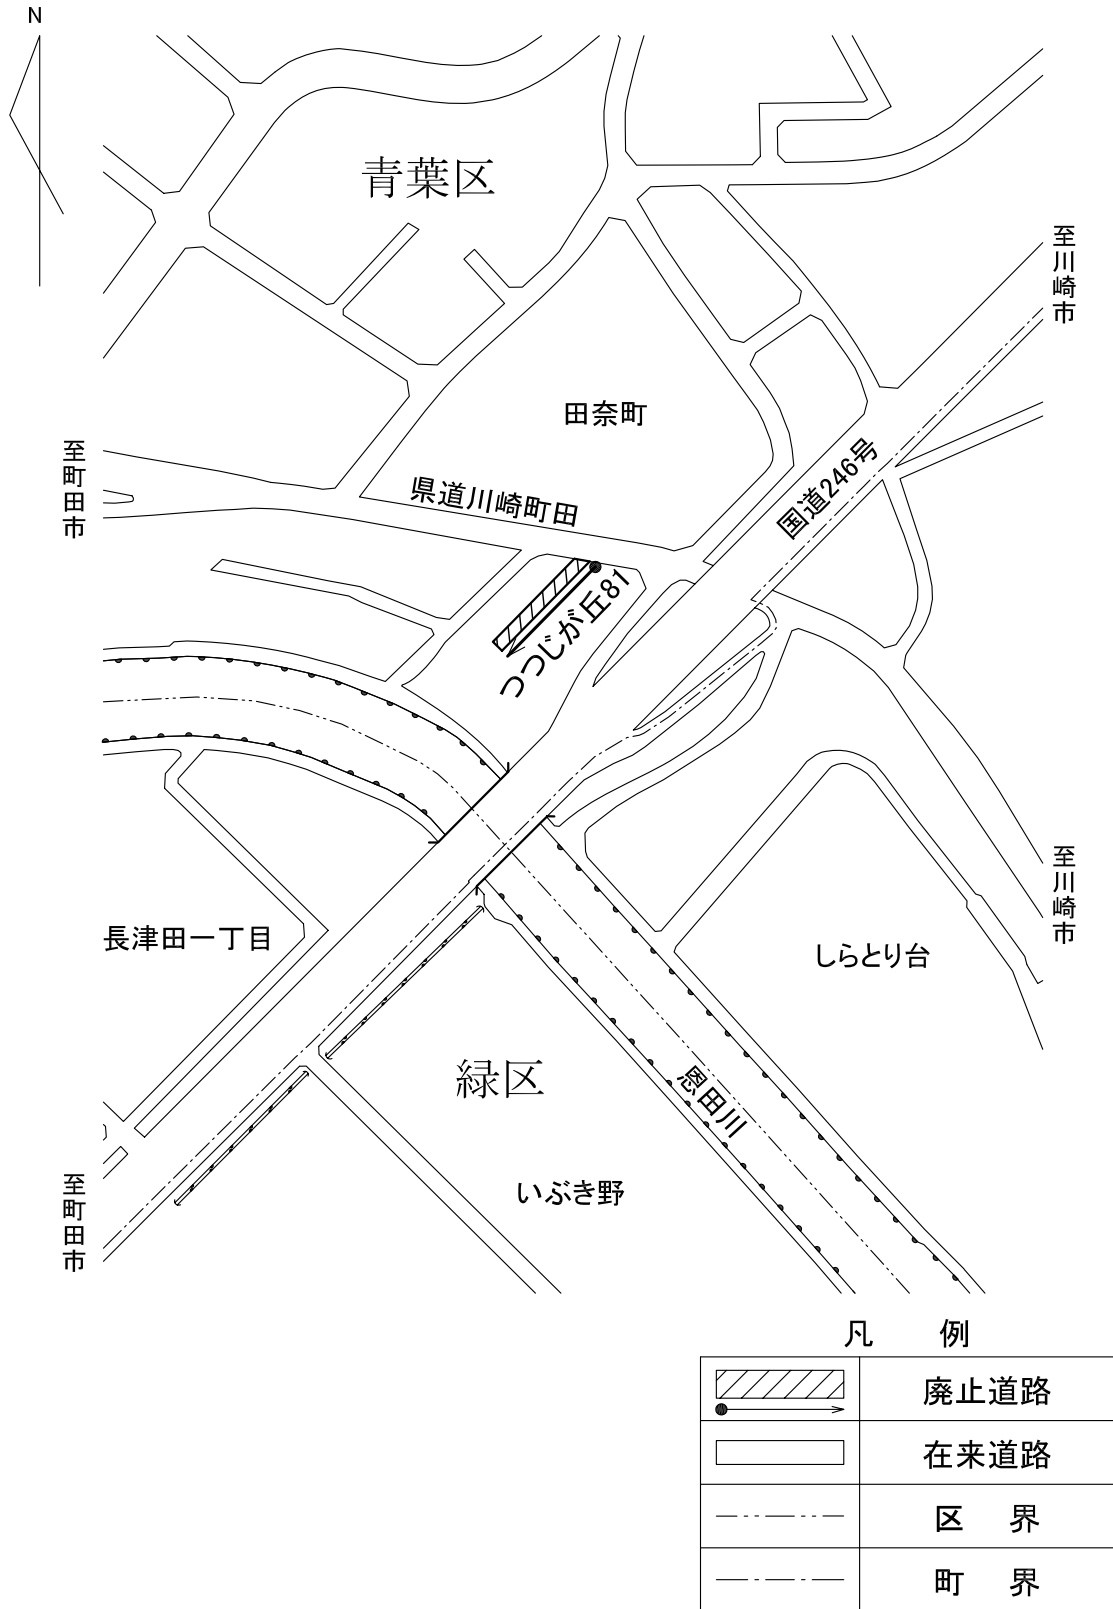 N
青葉区
至川崎市
田奈町
至町田市
県道川崎町田
国道246号
つつじが丘81
長津田一丁目
至川崎市
しらとり台
緑区
恩田川
至町田市
いぶき野
凡 例
廃止道路
在来道路
区 界
町 界